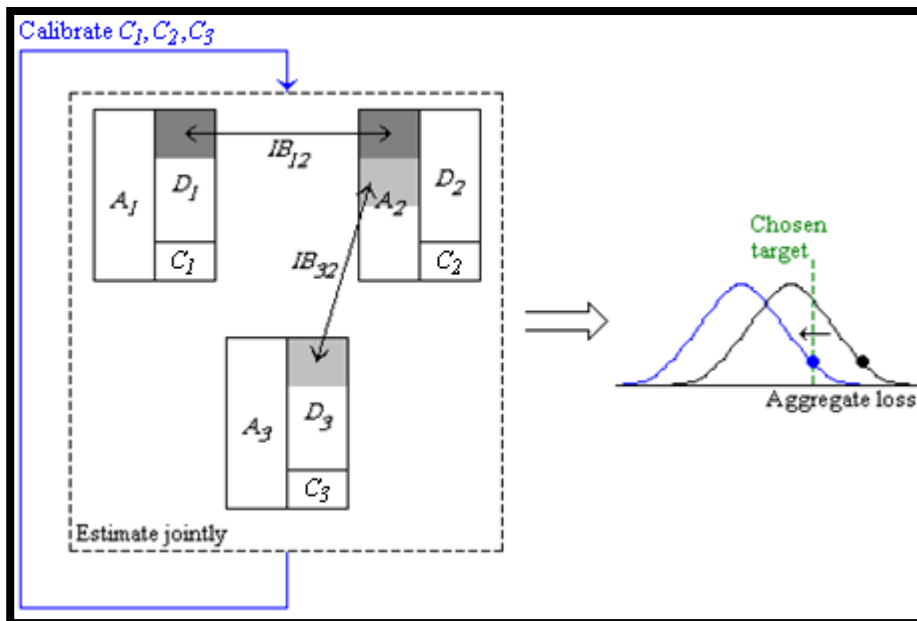 Calibrate C1, C2, C3
A1
D1
C1
IB12
A2
D2
C2
IB32
A3
D3
C3
Estimate jointly
Chosen
target
Aggregate loss